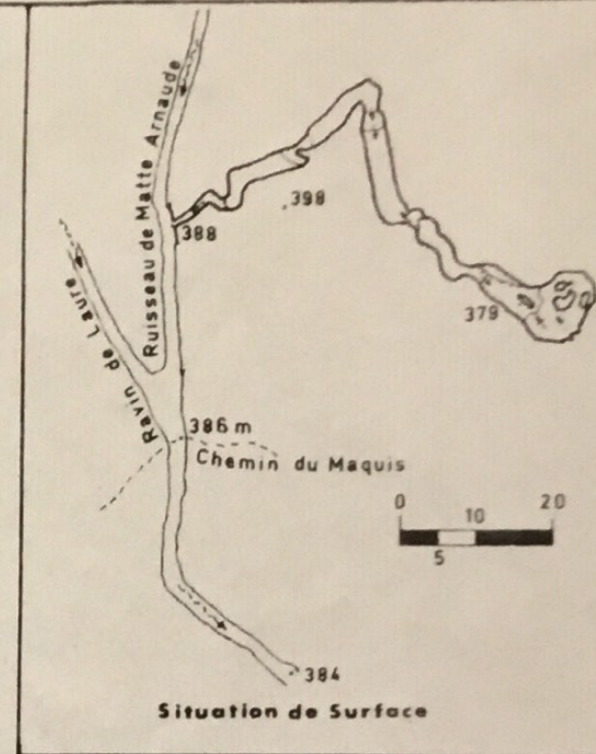 Ruisseau de Matte Arnaude
398
388
Ravin de Laure
379
386 m
Chemin du Maquis
0 10 20
5
384
Situation de Surface